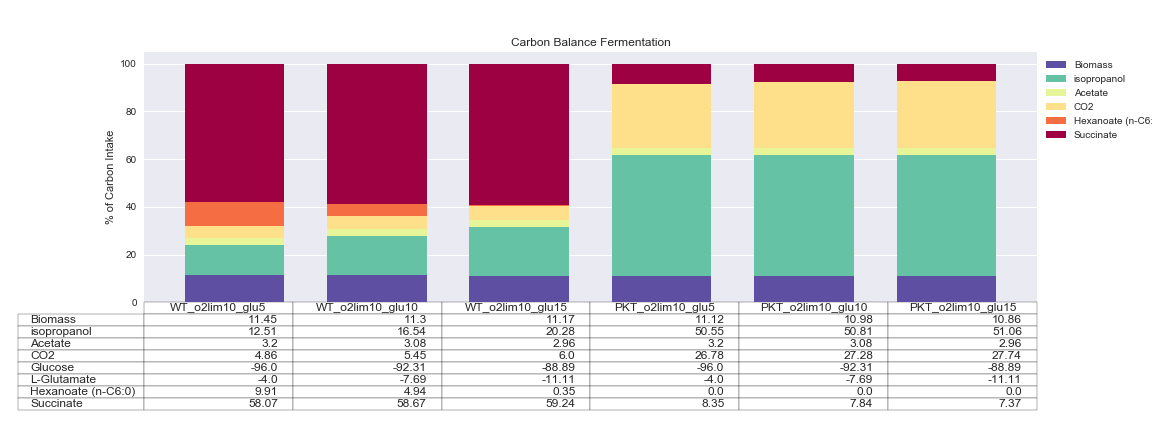 Carbon Balance Fermentation
% of Carbon Intake
100
80
60
40
20
0
Biomass
isopropanol
Acetate
CO2
Hexanoate (n-C6:
Succinate
WT_o2lim10_glu5 WT_o2lim10_glu10 WT_o2lim10_glu15 PKT_o2lim10_glu5 PKT_o2lim10_glu10 PKT_o2lim10_glu15
Biomass 11.45 11.3 11.17 11.12 10.98 10.86
isopropanol 12.51 16.54 20.28 50.55 50.81 51.06
Acetate 3.2 3.08 2.96 3.2 3.08 2.96
CO2 4.86 5.45 6.0 26.78 27.28 27.74
Glucose -96.0 -92.31 -88.89 -96.0 -92.31 -88.89
L-Glutamate -4.0 -7.69 -11.11 -4.0 -7.69 -11.11
Hexanoate (n-C6:0) 9.91 4.94 0.35 0.0 0.0 0.0
Succinate 58.07 58.67 59.24 8.35 7.84 7.37